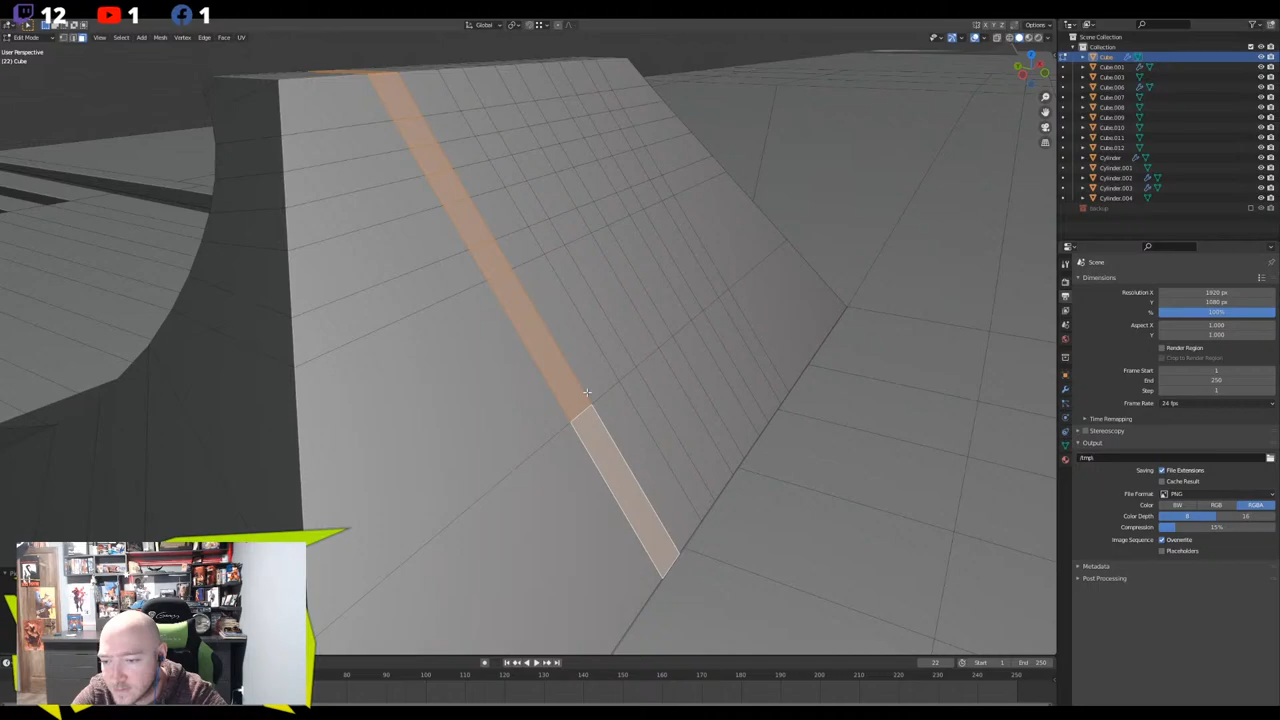 12 1 1
Global Options
Edit Mode View Select Add Mesh Vertex Edge Face UV
User Perspective
(22) Cube
Scene Collection
Collection
Cube
Cube.001
Cube.003
Cube.006
Cube.007
Cube.008
Cube.009
Cube.010
Cube.011
Cube.012
Cylinder
Cylinder.001
Cylinder.002
Cylinder.003
Cylinder.004
backup
Scene
Dimensions
Resolution X 1920 px
Y 1080 px
% 100%
Aspect X 1.000
Y 1.000
Render Region
Crop to Render Region
Frame Start 1
End 250
Step 1
Frame Rate 24 fps
Time Remapping
Stereoscopy
Output
/tmp\
Saving File Extensions
Cache Result
File Format PNG
Color BW RGB RGBA
Color Depth 8 16
Compression 15%
Image Sequence Overwrite
Placeholders
Metadata
Post Processing
22 Start 1 End 250
80 100 110 120 130 140 150 160 170 180 190 200 210 220 230 240 250